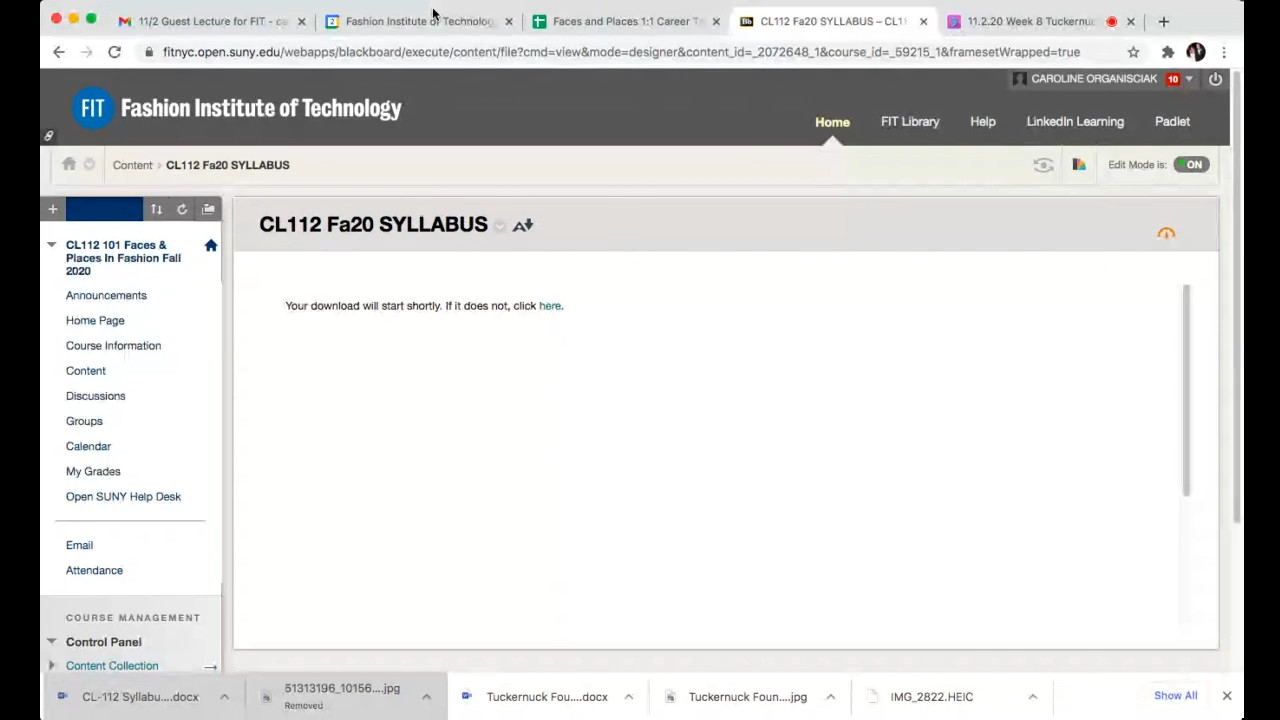 11/2 Guest Lecture for FIT - ca
Fashion Institute of Technolog
Faces and Places 1:1 Career T
CL112 Fa20 SYLLABUS – CL1
11.2.20 Week 8 Tuckernu
fitnyc.open.suny.edu/webapps/blackboard/execute/content/file?cmd=view&mode=designer&content_id=_2072648_1&course_id=_59215_1&framesetWrapped=true
CAROLINE ORGANISCIAK 10
FIT Fashion Institute of Technology
Home FIT Library Help LinkedIn Learning Padlet
Content > CL112 Fa20 SYLLABUS
Edit Mode is: ON
CL112 101 Faces &
Places In Fashion Fall
2020
Announcements
Home Page
Course Information
Content
Discussions
Groups
Calendar
My Grades
Open SUNY Help Desk
Email
Attendance
COURSE MANAGEMENT
Control Panel
Content Collection
CL112 Fa20 SYLLABUS
Your download will start shortly. If it does not, click here.
CL-112 Syllabu....docx
51313196_10156....jpg
Removed
Tuckernuck Fou....docx
Tuckernuck Foun....jpg
IMG_2822.HEIC
Show All